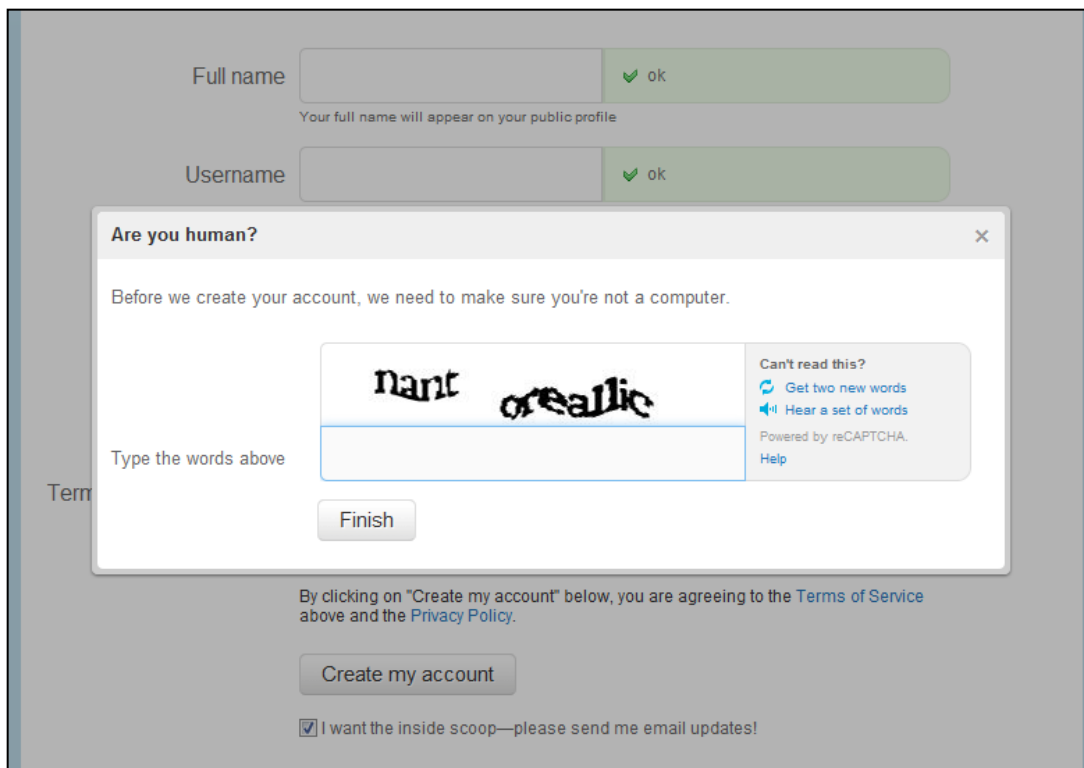 Full name
ok
Your full name will appear on your public profile
Username
ok
Are you human?
×
Before we create your account, we need to make sure you're not a computer.
nant oreallic
Can't read this?
Get two new words
Hear a set of words
Powered by reCAPTCHA.
Help
Type the words above
Term
Finish
By clicking on "Create my account" below, you are agreeing to the Terms of Service
above and the Privacy Policy.
Create my account
I want the inside scoop—please send me email updates!